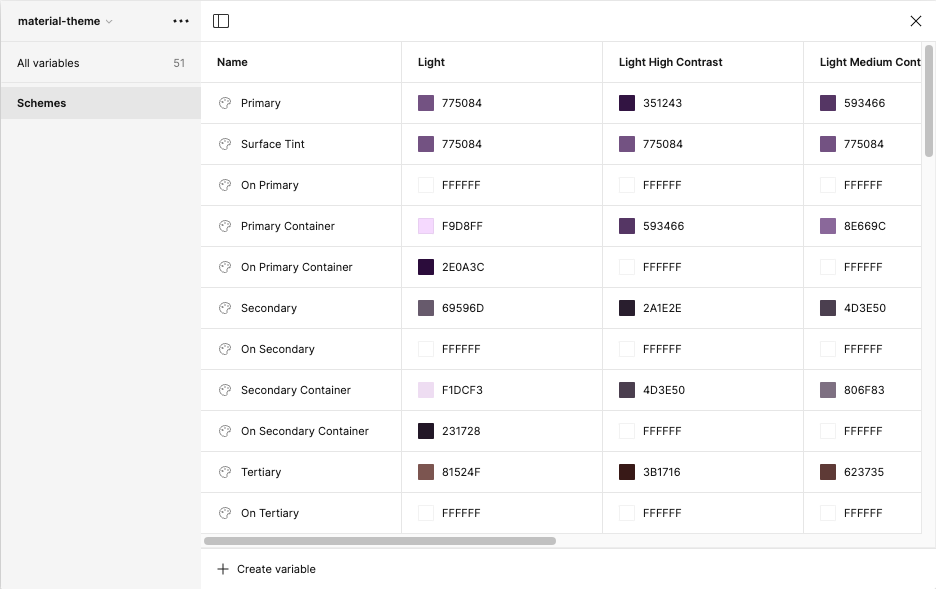 material-theme
All variables 51
Schemes
Name Light Light High Contrast Light Medium Cont
Primary 775084 351243 593466
Surface Tint 775084 775084 775084
On Primary FFFFFF FFFFFF FFFFFF
Primary Container F9D8FF 593466 8E669C
On Primary Container 2E0A3C FFFFFF FFFFFF
Secondary 69596D 2A1E2E 4D3E50
On Secondary FFFFFF FFFFFF FFFFFF
Secondary Container F1DCF3 4D3E50 806F83
On Secondary Container 231728 FFFFFF FFFFFF
Tertiary 81524F 3B1716 623735
On Tertiary FFFFFF FFFFFF FFFFFF
Create variable